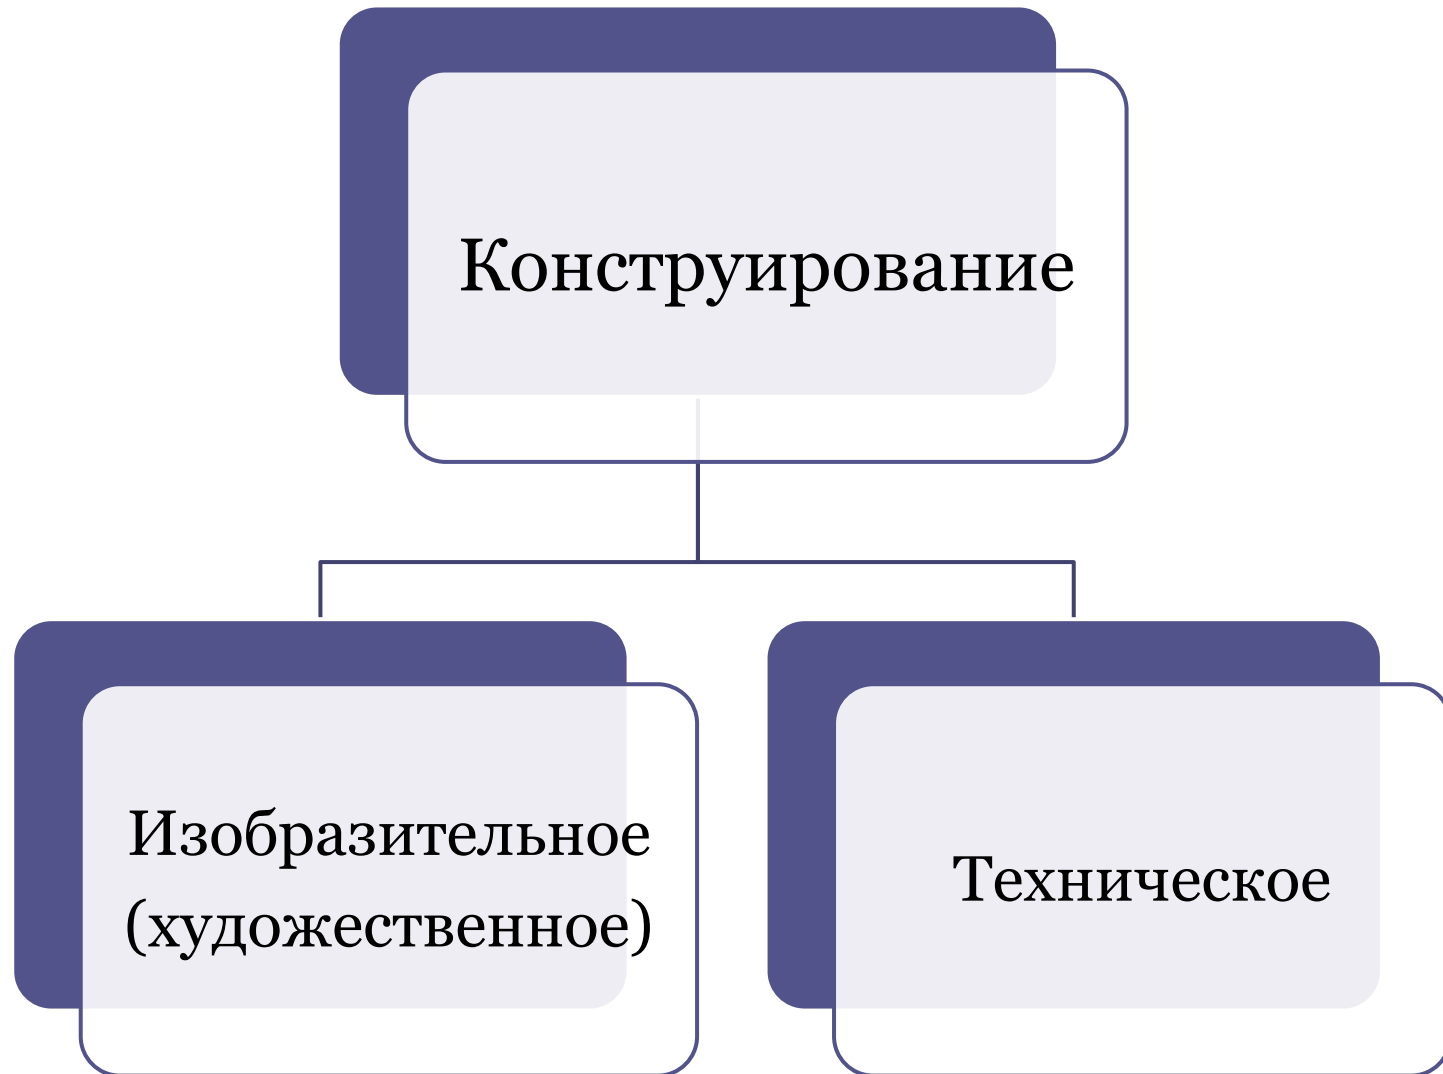 Конструирование
Изобразительное
(художественное)
Техническое